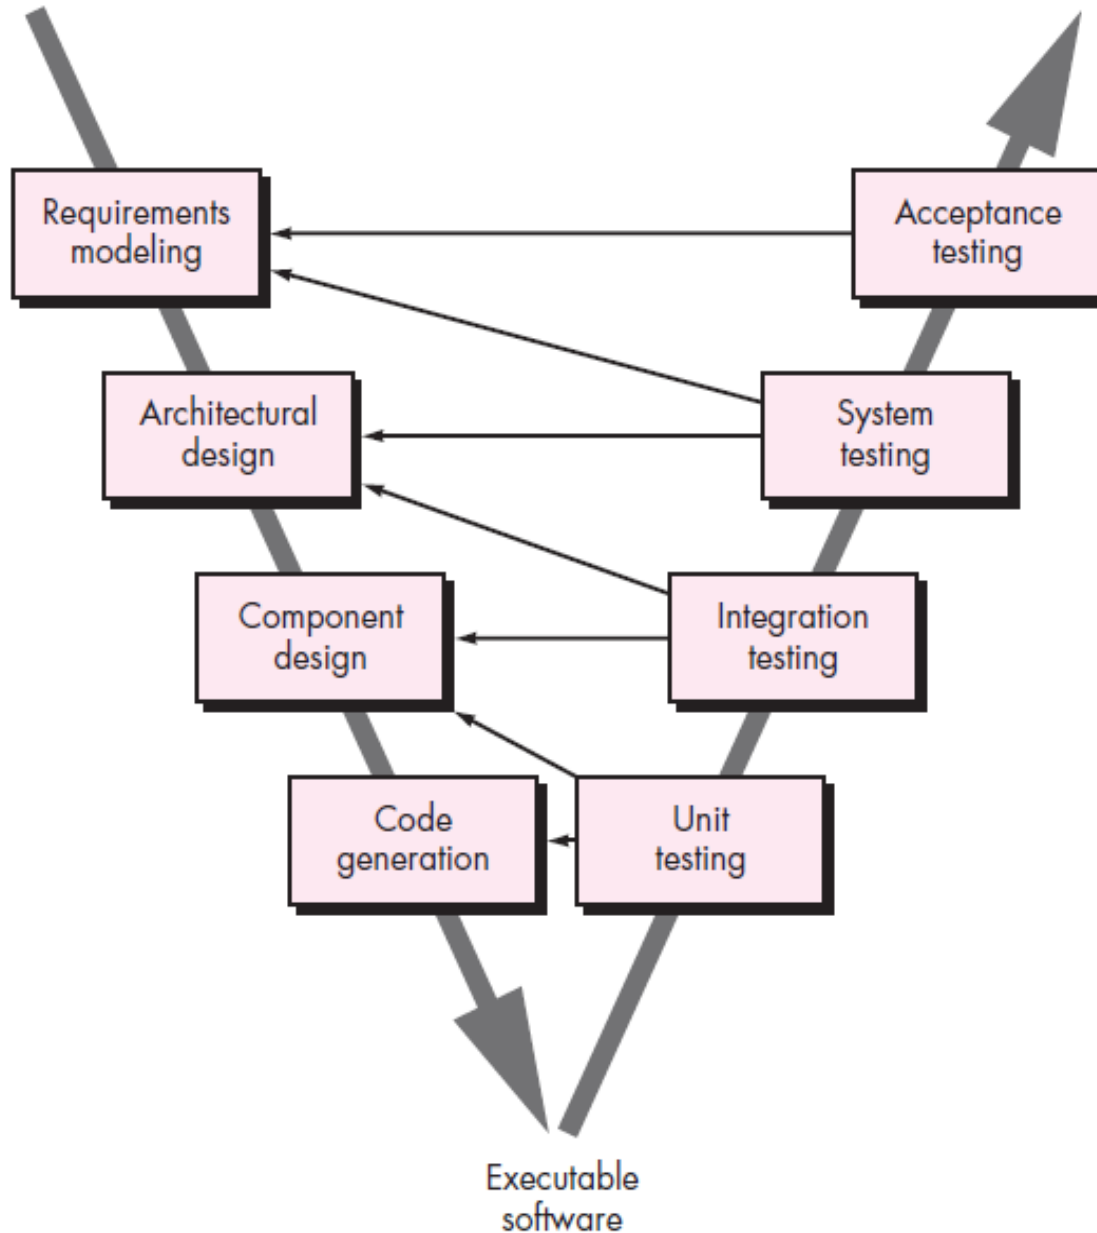 Requirements
modeling
Acceptance
testing
Architectural
design
System
testing
Component
design
Integration
testing
Code
generation
Unit
testing
Executable
software